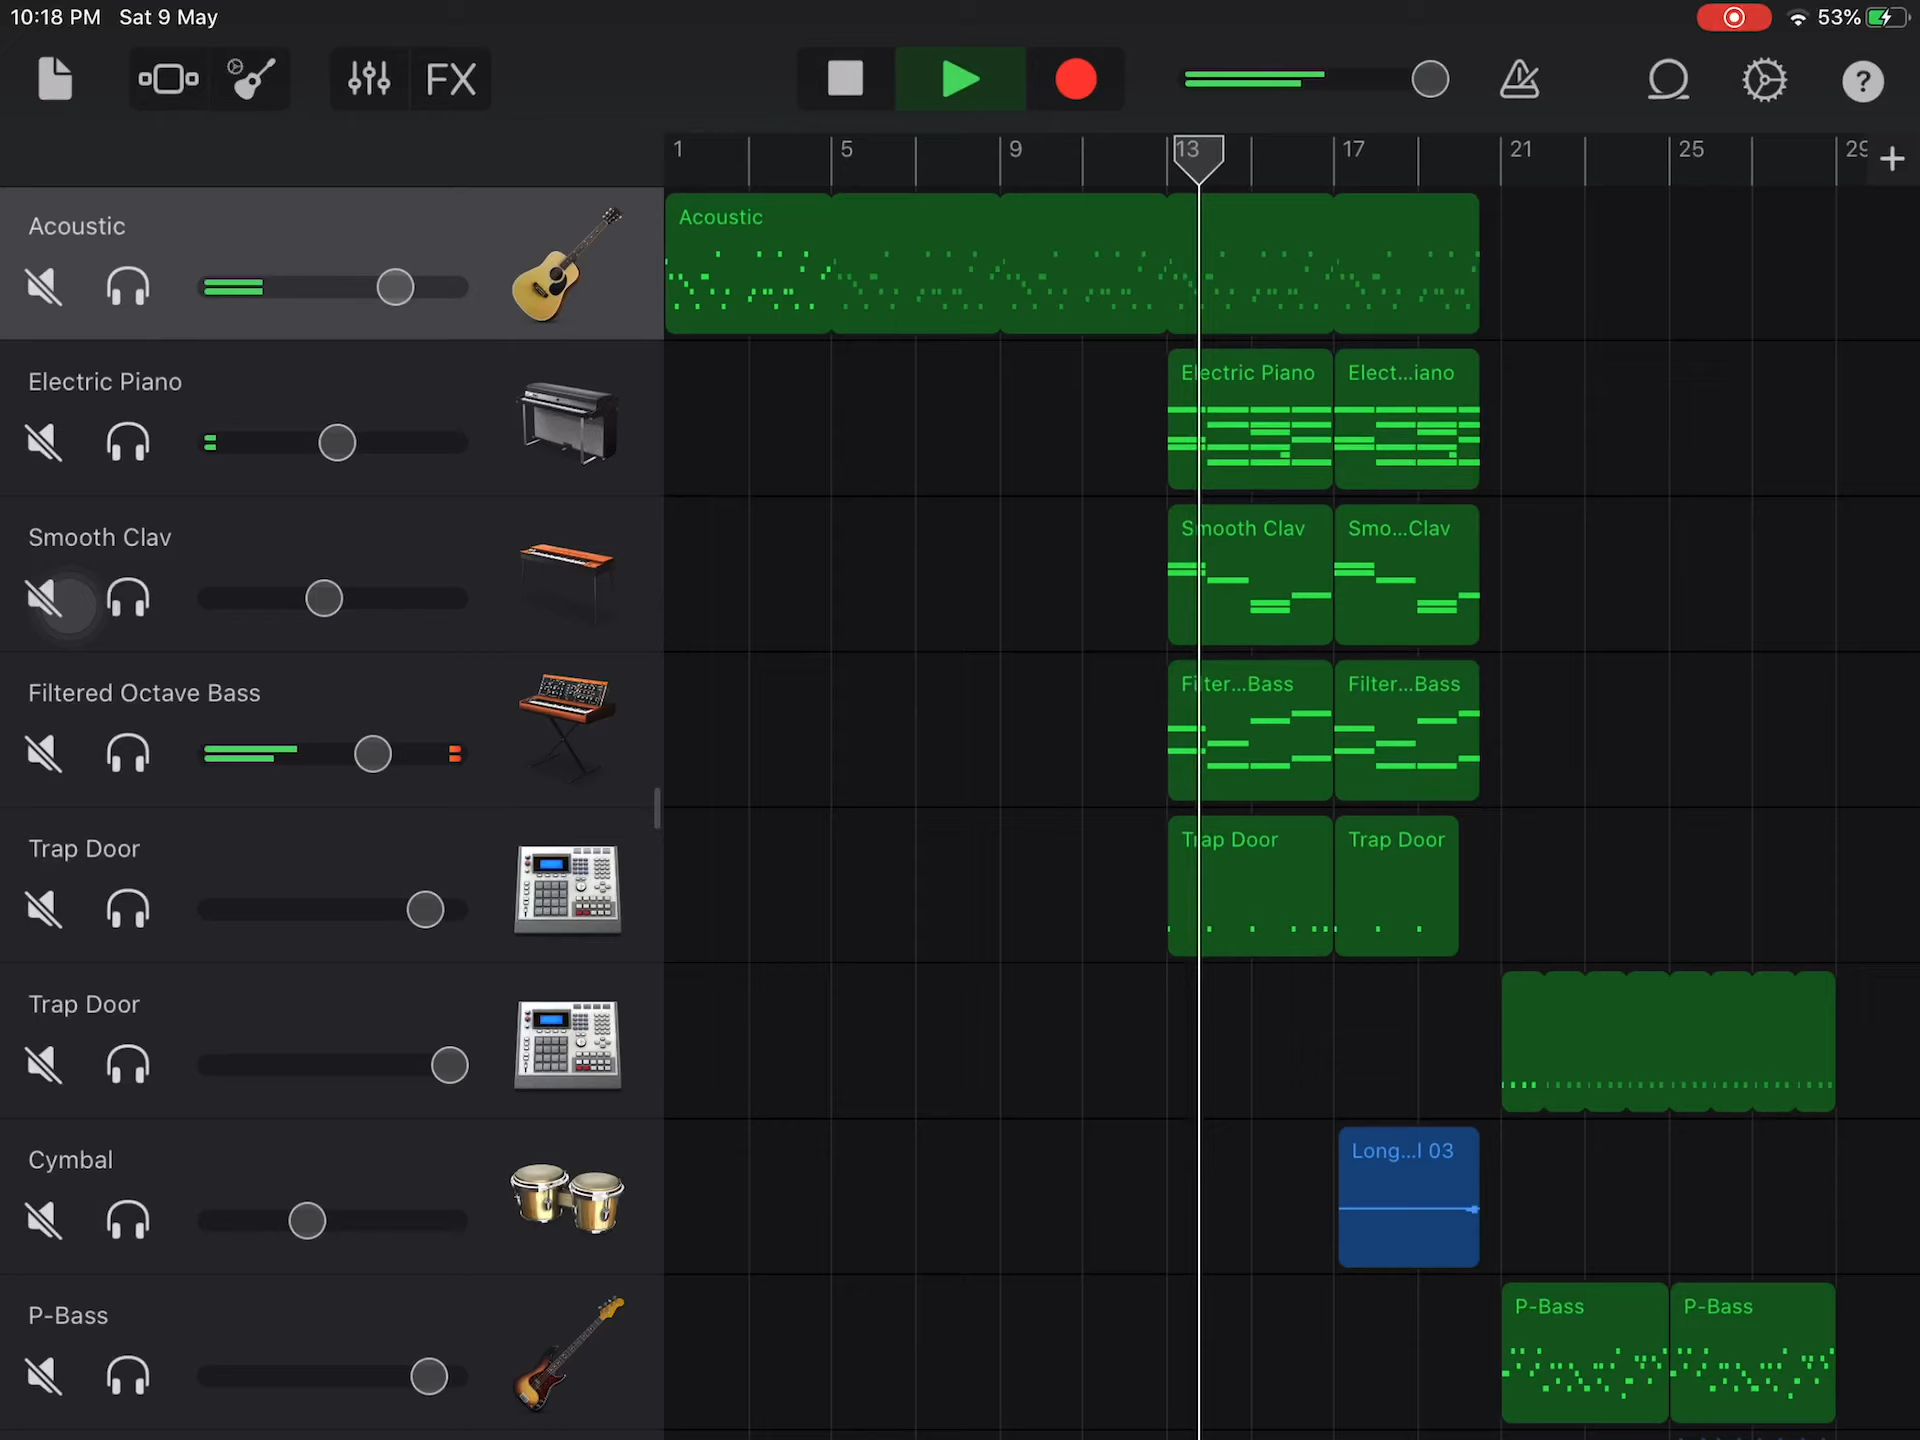 10:18 PM Sat 9 May 53%
FX
?
1 5 9 13 17 21 25 29 +
Acoustic
Acoustic
Electric Piano
Electric Piano Elect...iano
Smooth Clav
Smooth Clav Smo...Clav
Filtered Octave Bass
Filter...Bass Filter...Bass
Trap Door
Trap Door Trap Door
Trap Door
Cymbal
Long...l 03
P-Bass
P-Bass P-Bass